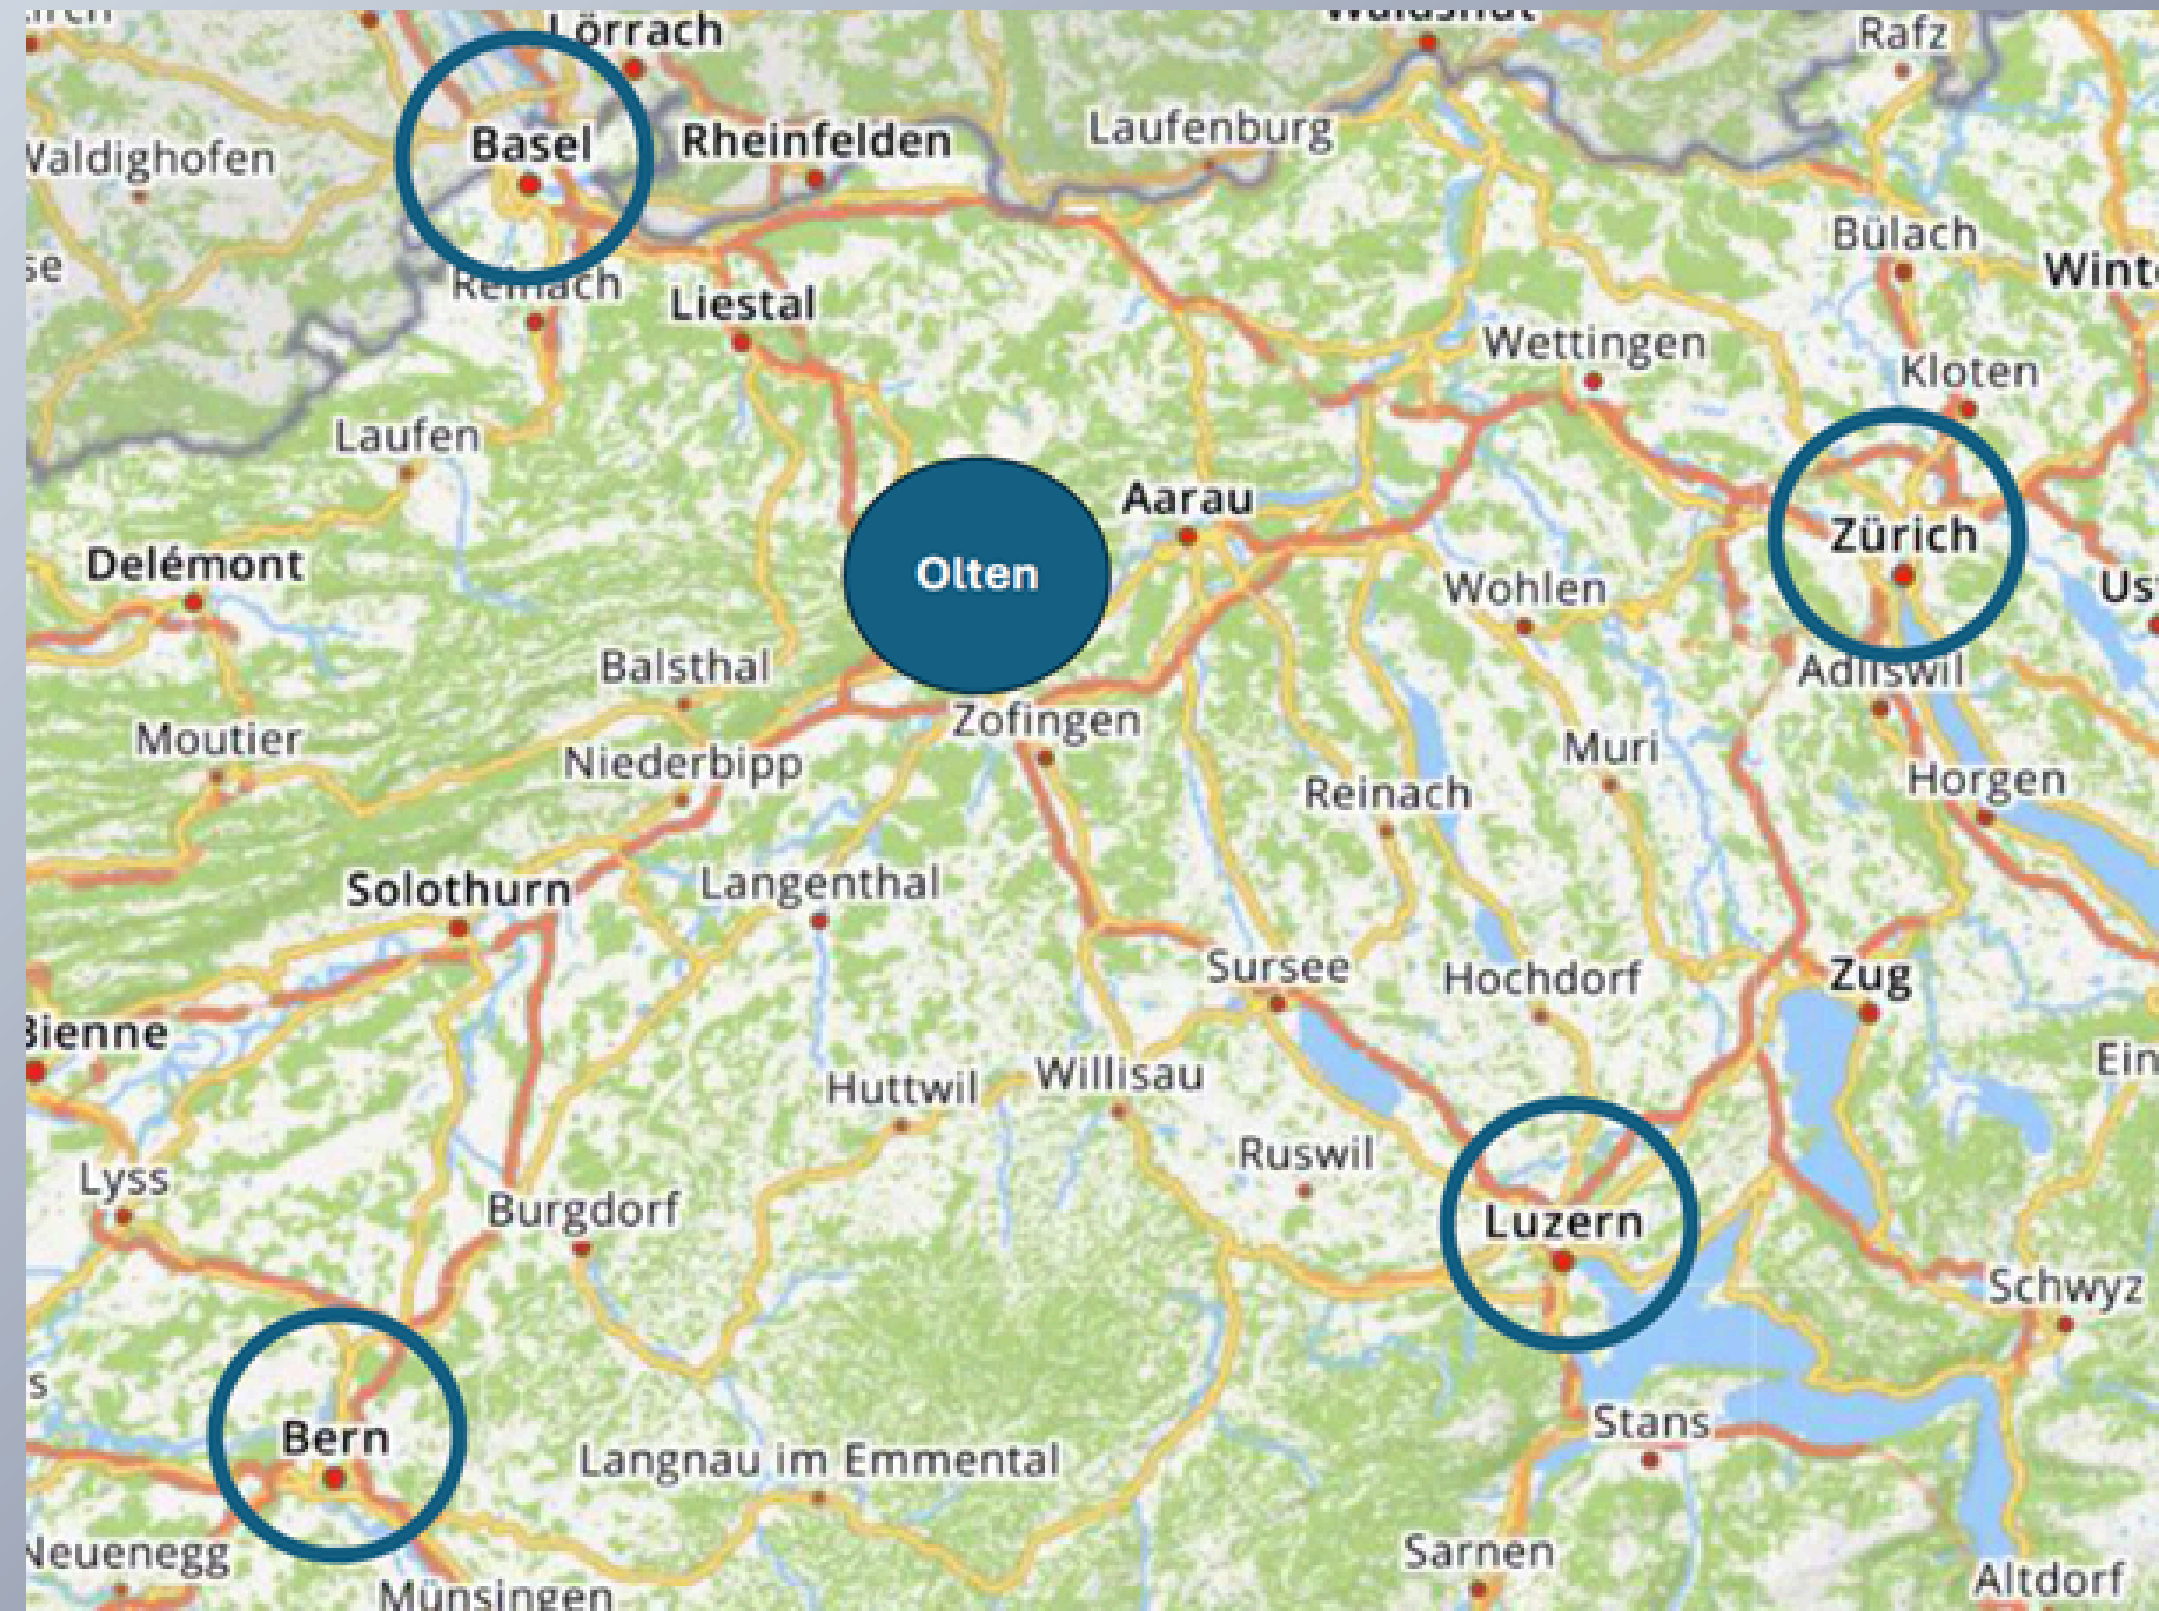 Lörrach
Rafz
Basel
Rheinfelden
Laufenburg
Bülach
Reinach
Liestal
Wettingen
Kloten
Laufen
Aarau
Zürich
Delémont
Olten
Wohlen
Balsthal
Adliswil
Zofingen
Moutier
Niederbipp
Muri
Horgen
Reinach
Solothurn
Langenthal
Sursee
Hochdorf
Zug
Bienne
Huttwil
Willisau
Ruswil
Lyss
Burgdorf
Luzern
Schwyz
Stans
Bern
Langnau im Emmental
Neuenegg
Münsingen
Sarnen
Altdorf